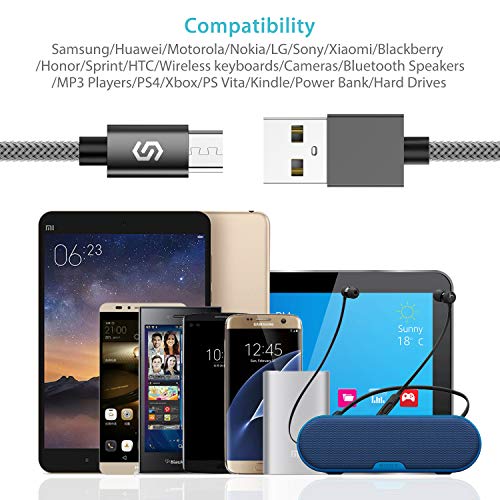 Compatibility
Samsung/Huawei/Motorola/Nokia/LG/Sony/Xiaomi/Blackberry
/Honor/Sprint/HTC/Wireless keyboards/Cameras/Bluetooth Speakers
/MP3 Players/PS4/Xbox/PS Vita/Kindle/Power Bank/Hard Drives
mi
06:23
SAMSUNG
12:45
Sunny
18° c